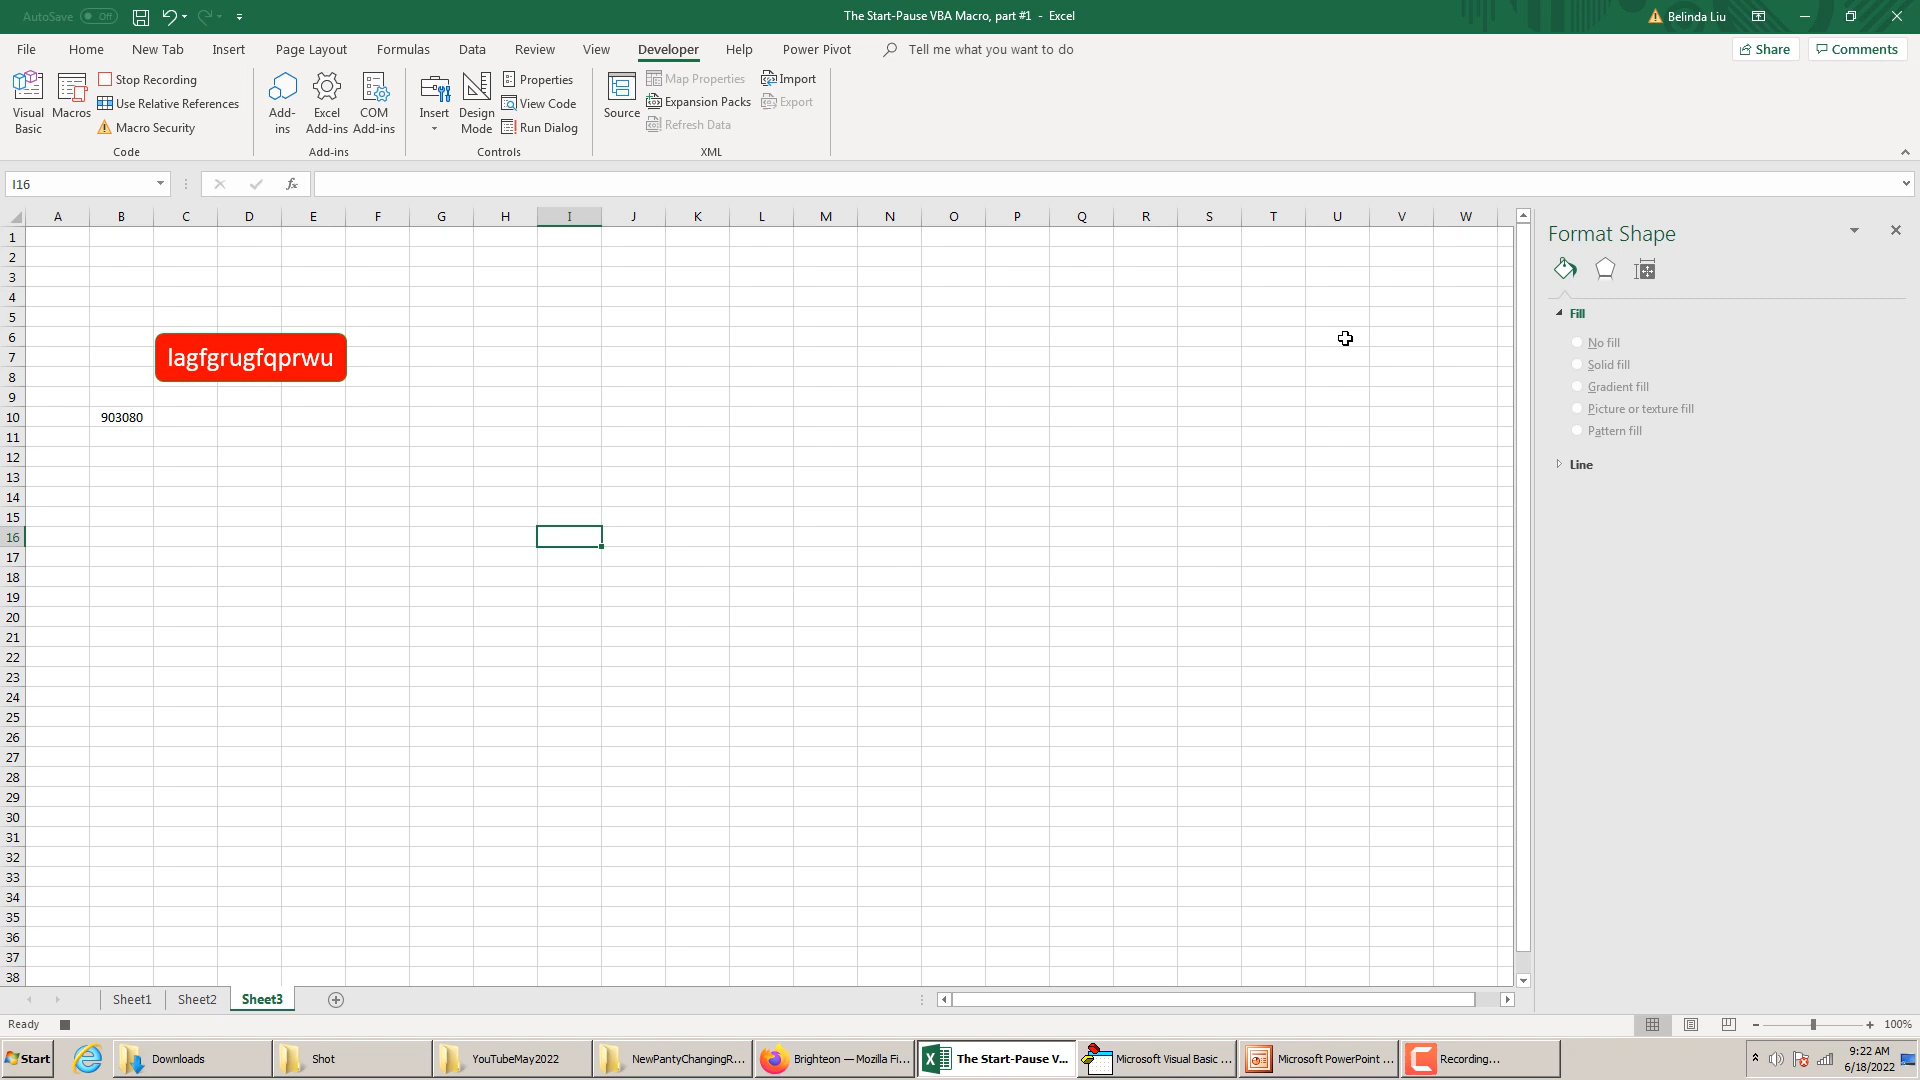 AutoSave Off The Start-Pause VBA Macro, part #1 - Excel Belinda Liu
File Home New Tab Insert Page Layout Formulas Data Review View Developer Help Power Pivot Tell me what you want to do Share Comments
Visual Basic
Macros
Stop Recording
Use Relative References
Macro Security
Code
Add-ins
Excel Add-ins
COM Add-ins
Add-ins
Insert
Design Mode
Properties
View Code
Run Dialog
Controls
Source
Map Properties
Expansion Packs
Refresh Data
Import
Export
XML
I16 fx
A B C D E F G H I J K L M N O P Q R S T U V W
1
2
3
4
5
6
7
8
9
10
11
12
13
14
15
16
17
18
19
20
21
22
23
24
25
26
27
28
29
30
31
32
33
34
35
36
37
38
lagfgrugfqprwu
903080
Format Shape
Fill
No fill
Solid fill
Gradient fill
Picture or texture fill
Pattern fill
Line
Sheet1 Sheet2 Sheet3
Ready 100%
Start Downloads Shot YouTubeMay2022 NewPantyChangingR... Brighteon — Mozilla Fi... The Start-Pause V... Microsoft Visual Basic ... Microsoft PowerPoint ... Recording... 9:22 AM
6/18/2022